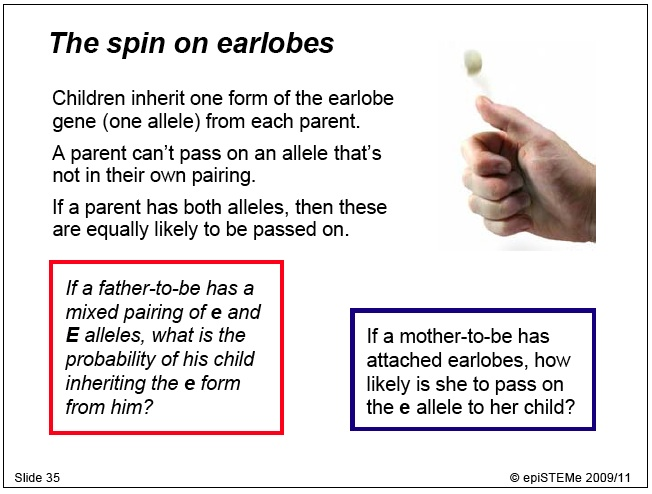 The spin on earlobes
Children inherit one form of the earlobe
gene (one allele) from each parent.
A parent can't pass on an allele that's
not in their own pairing.
If a parent has both alleles, then these
are equally likely to be passed on.
If a father-to-be has a
mixed pairing of e and
E alleles, what is the
probability of his child
inheriting the e form
from him?
If a mother-to-be has
attached earlobes, how
likely is she to pass on
the e allele to her child?
Slide 35
© epiSTEMe 2009/11